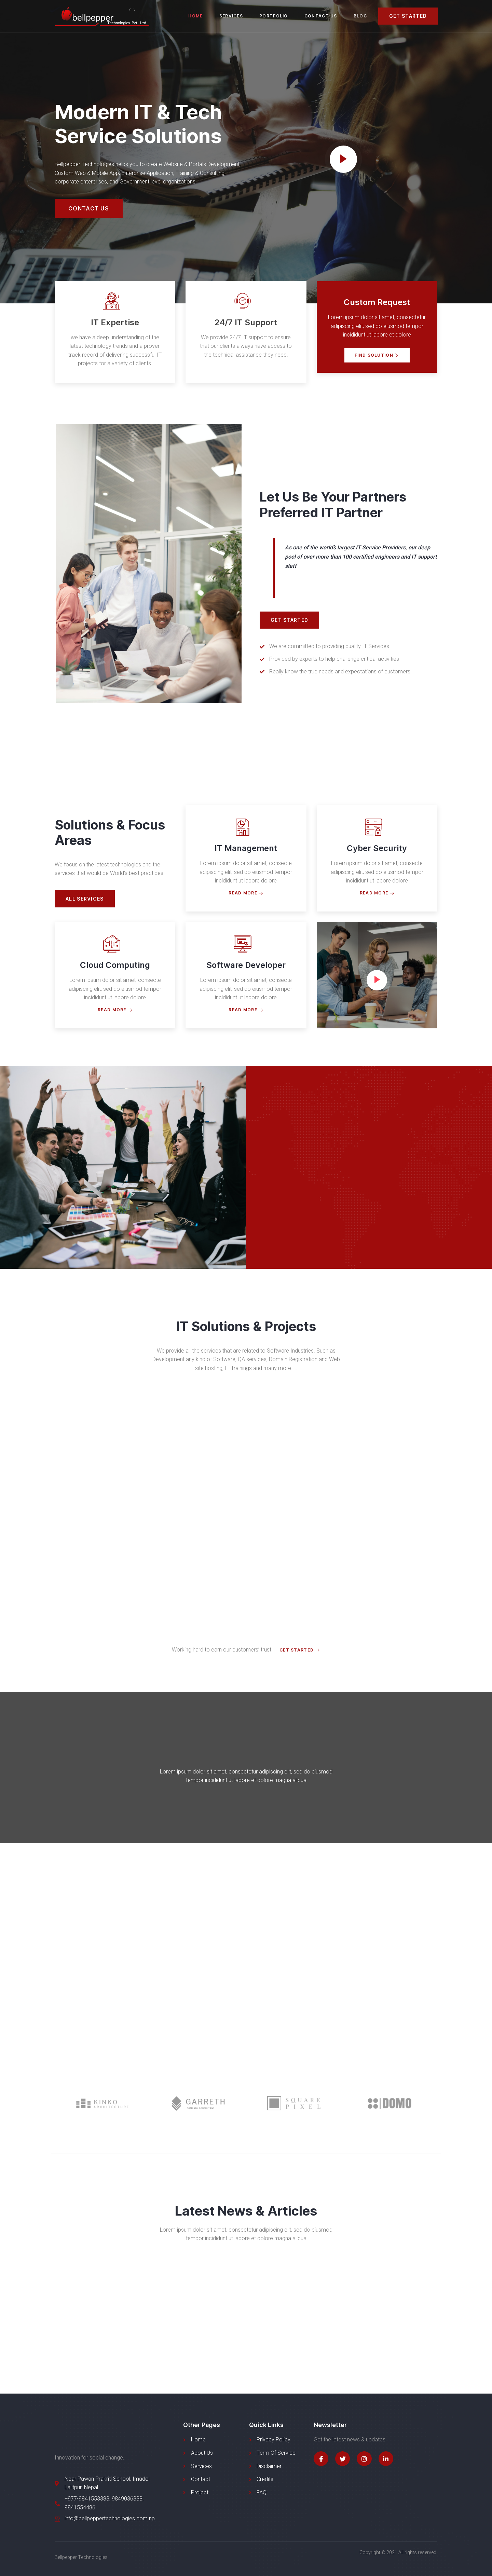 bellpepper
Technologies Pvt. Ltd.
HOME
SERVICES
PORTFOLIO
CONTACT US
BLOG
GET STARTED
Modern IT & Tech
Service Solutions
Bellpepper Technologies helps you to create Website & Portals Development,
Custom Web & Mobile App, Enterprise Application, Training & Consulting
corporate enterprises, and Government level organizations.
CONTACT US
IT Expertise
we have a deep understanding of the
latest technology trends and a proven
track record of delivering successful IT
projects for a variety of clients
24/7 IT Support
We provide 24/7 IT support to ensure
that our clients always have access to
the technical assistance they need.
Custom Request
Lorem ipsum dolor sit amet, consectetur
adipiscing elit, sed do eiusmod tempor
incididunt ut labore et dolore
FIND SOLUTION
Let Us Be Your Partners
Preferred IT Partner
As one of the world's largest IT Service Providers, our deep
pool of over more than 100 certified engineers and IT support
staff
GET STARTED
We are committed to providing quality IT Services
Provided by experts to help challenge critical activities
Really know the true needs and expectations of customers
Solutions & Focus
Areas
We focus on the latest technologies and the
services that would be World's best practices
ALL SERVICES
IT Management
Lorem ipsum dolor sit amet, consecte
adipiscing elit, sed do eiusmod tempor
incididunt ut labore dolore
READ MORE
Cyber Security
Lorem ipsum dolor sit amet, consecte
adipiscing elit, sed do eiusmod tempor
incididunt ut labore dolore
READ MORE
Cloud Computing
Lorem ipsum dolor sit amet, consecte
adipiscing elit, sed do eiusmod tempor
incididunt ut labore dolore
READ MORE
Software Developer
Lorem ipsum dolor sit amet, consecte
adipiscing elit, sed do eiusmod tempor
incididunt ut labore dolore
READ MORE
IT Solutions & Projects
We provide all the services that are related to Software Industries. Such as
Development any kind of Software, QA services, Domain Registration and Web
site hosting, IT Trainings and many more...
Working hard to earn our customers' trust
GET STARTED
Lorem ipsum dolor sit amet, consectetur adipiscing elit, sed do eiusmod
tempor incididunt ut labore et dolore magna aliqua
KINKO
ARCHITECTURE
GARRETH
SQUARE
PIXEL
DOMO
Latest News & Articles
Lorem ipsum dolor sit amet, consectetur adipiscing elit, sed do eiusmod
tempor incididunt ut labore et dolore magna aliqua
Innovation for social change.
Near Pawan Prakriti School, Imadol,
Lalitpur, Nepal
+977-9841553383, 9849036338,
9841554486
info@bellpeppertechnologies.com.np
Other Pages
Home
About Us
Services
Contact
Project
Quick Links
Privacy Policy
Term Of Service
Disclaimer
Credits
FAQ
Newsletter
Get the latest news & updates
Bellpepper Technologies
Copyright © 2021 All rights reserved.